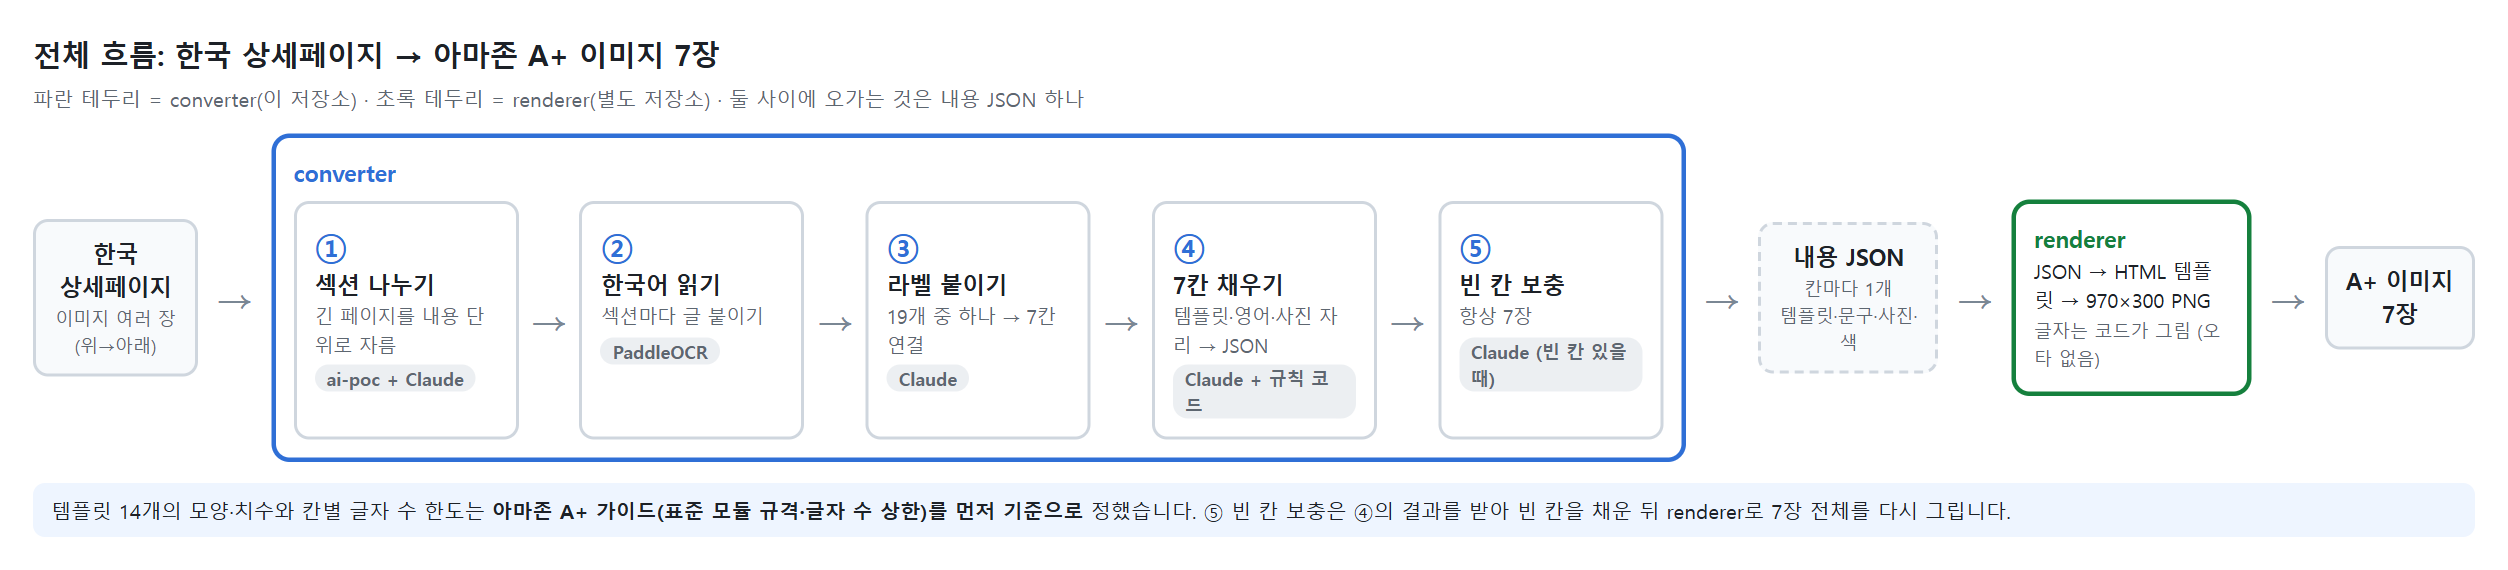 전체 흐름: 한국 상세페이지 → 아마존 A+ 이미지 7장
파란 테두리 = converter(이 저장소) · 초록 테두리 = renderer(별도 저장소) · 둘 사이에 오가는 것은 내용 JSON 하나
한국
상세페이지
이미지 여러 장
(위→아래)
→
converter
①
섹션 나누기
긴 페이지를 내용 단
위로 자름
ai-poc + Claude
→
②
한국어 읽기
섹션마다 글 붙이기
PaddleOCR
→
③
라벨 붙이기
19개 중 하나 → 7칸
연결
Claude
→
④
7칸 채우기
템플릿·영어·사진 자
리 → JSON
Claude + 규칙 코
드
→
⑤
빈 칸 보충
항상 7장
Claude (빈 칸 있을
때)
→
내용 JSON
칸마다 1개
템플릿·문구·사진·
색
→
renderer
JSON → HTML 템플
릿 → 970×300 PNG
글자는 코드가 그림 (오
타 없음)
→
A+ 이미지
7장
템플릿 14개의 모양·치수와 칸별 글자 수 한도는 아마존 A+ 가이드(표준 모듈 규격·글자 수 상한)를 먼저 기준으로 정했습니다. ⑤ 빈 칸 보충은 ④의 결과를 받아 빈 칸을 채운 뒤 renderer로 7장 전체를 다시 그립니다.